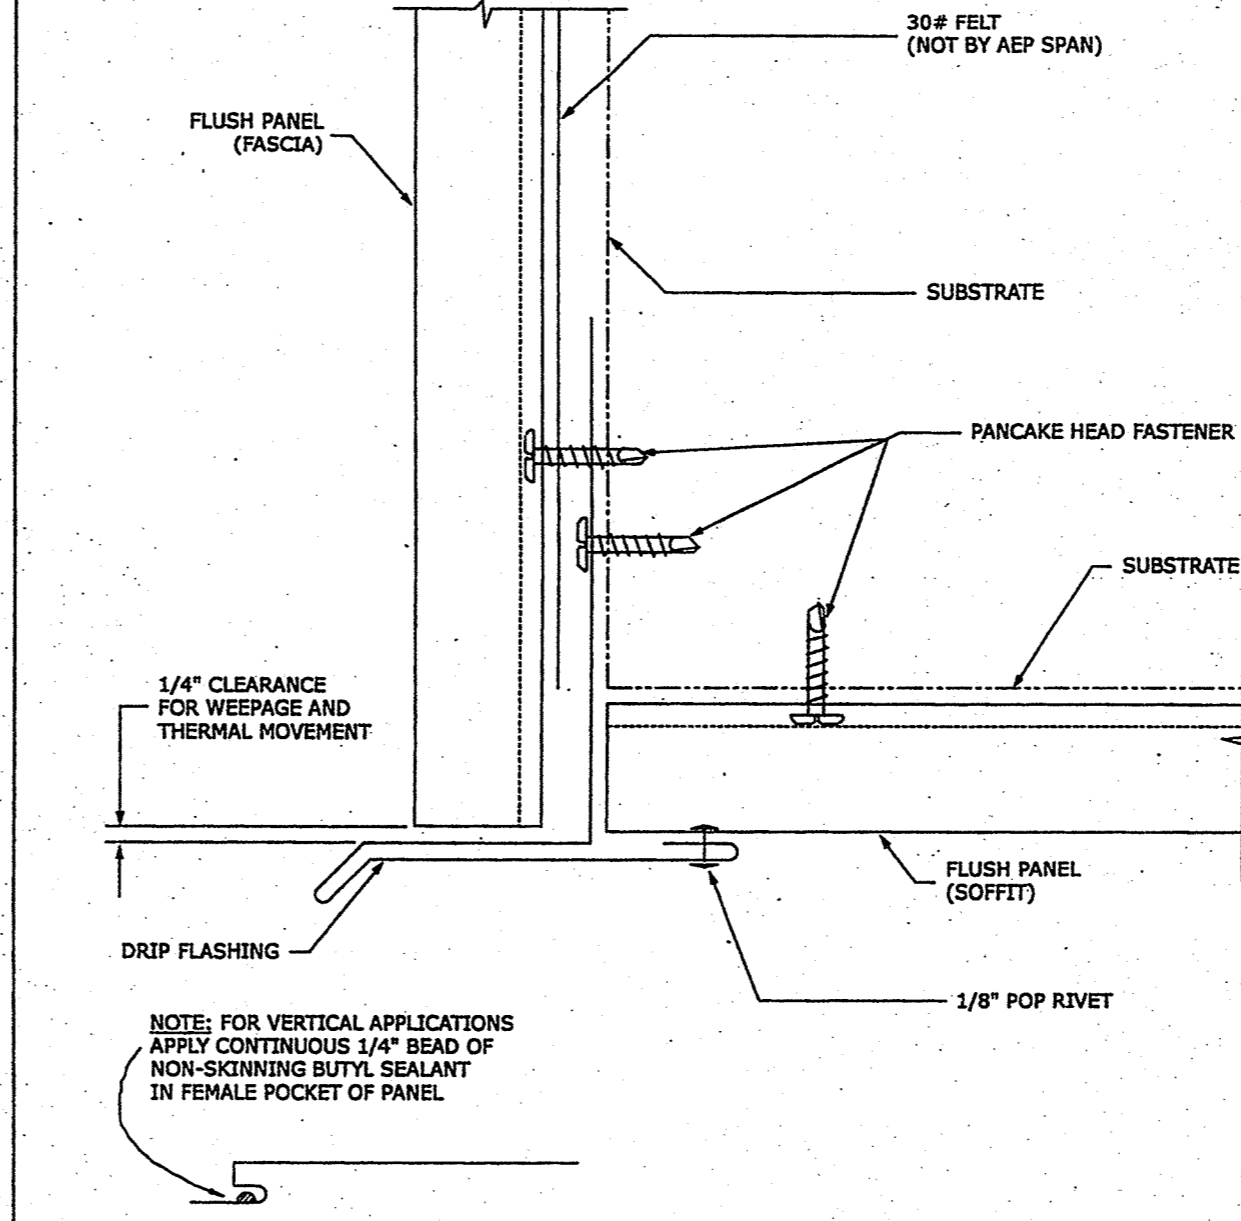 30# FELT
(NOT BY AEP SPAN)
FLUSH PANEL
(FASCIA)
SUBSTRATE
PANCAKE HEAD FASTENER
SUBSTRATE
1/4" CLEARANCE
FOR WEEPAGE AND
THERMAL MOVEMENT
FLUSH PANEL
(SOFFIT)
DRIP FLASHING
1/8" POP RIVET
NOTE: FOR VERTICAL APPLICATIONS
APPLY CONTINUOUS 1/4" BEAD OF
NON-SKINNING BUTYL SEALANT
IN FEMALE POCKET OF PANEL